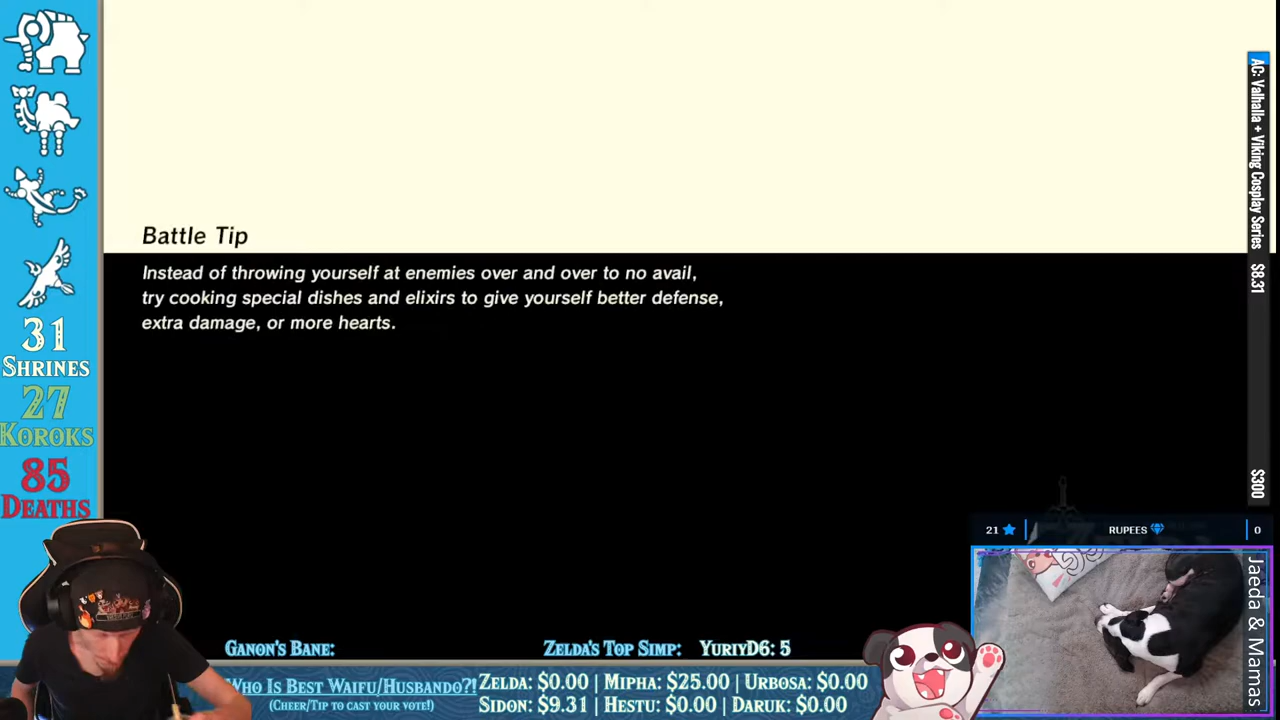 31
SHRINES
27
KOROKS
85
DEATHS
Battle Tip
Instead of throwing yourself at enemies over and over to no avail,
try cooking special dishes and elixirs to give yourself better defense,
extra damage, or more hearts.
AC: Valhalla + Viking Cosplay Series $8.31
$300
21 RUPEES 0
Jaeda & Mamas
GANON'S BANE:
ZELDA'S TOP SIMP: YURIYD6: 5
WHO IS BEST WAIFU/HUSBANDO?!
(CHEER/TIP TO CAST YOUR VOTE!)
ZELDA: $0.00 | MIPHA: $25.00 | URBOSA: $0.00
SIDON: $9.31 | HESTU: $0.00 | DARUK: $0.00